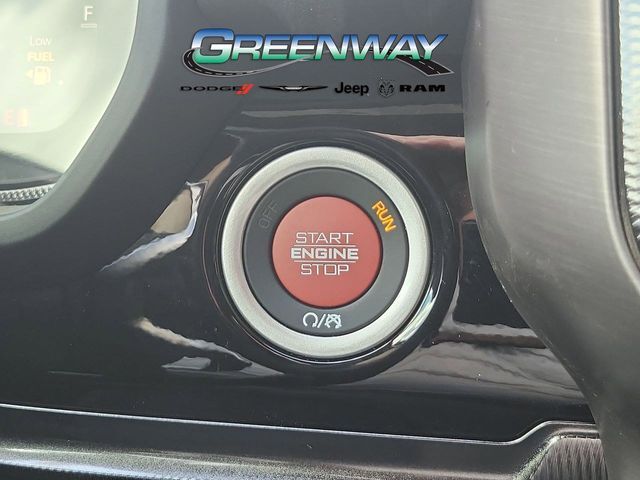 F
Low
FUEL
E
GREENWAY
DODGE Jeep RAM
OFF
RUN
START
ENGINE
STOP